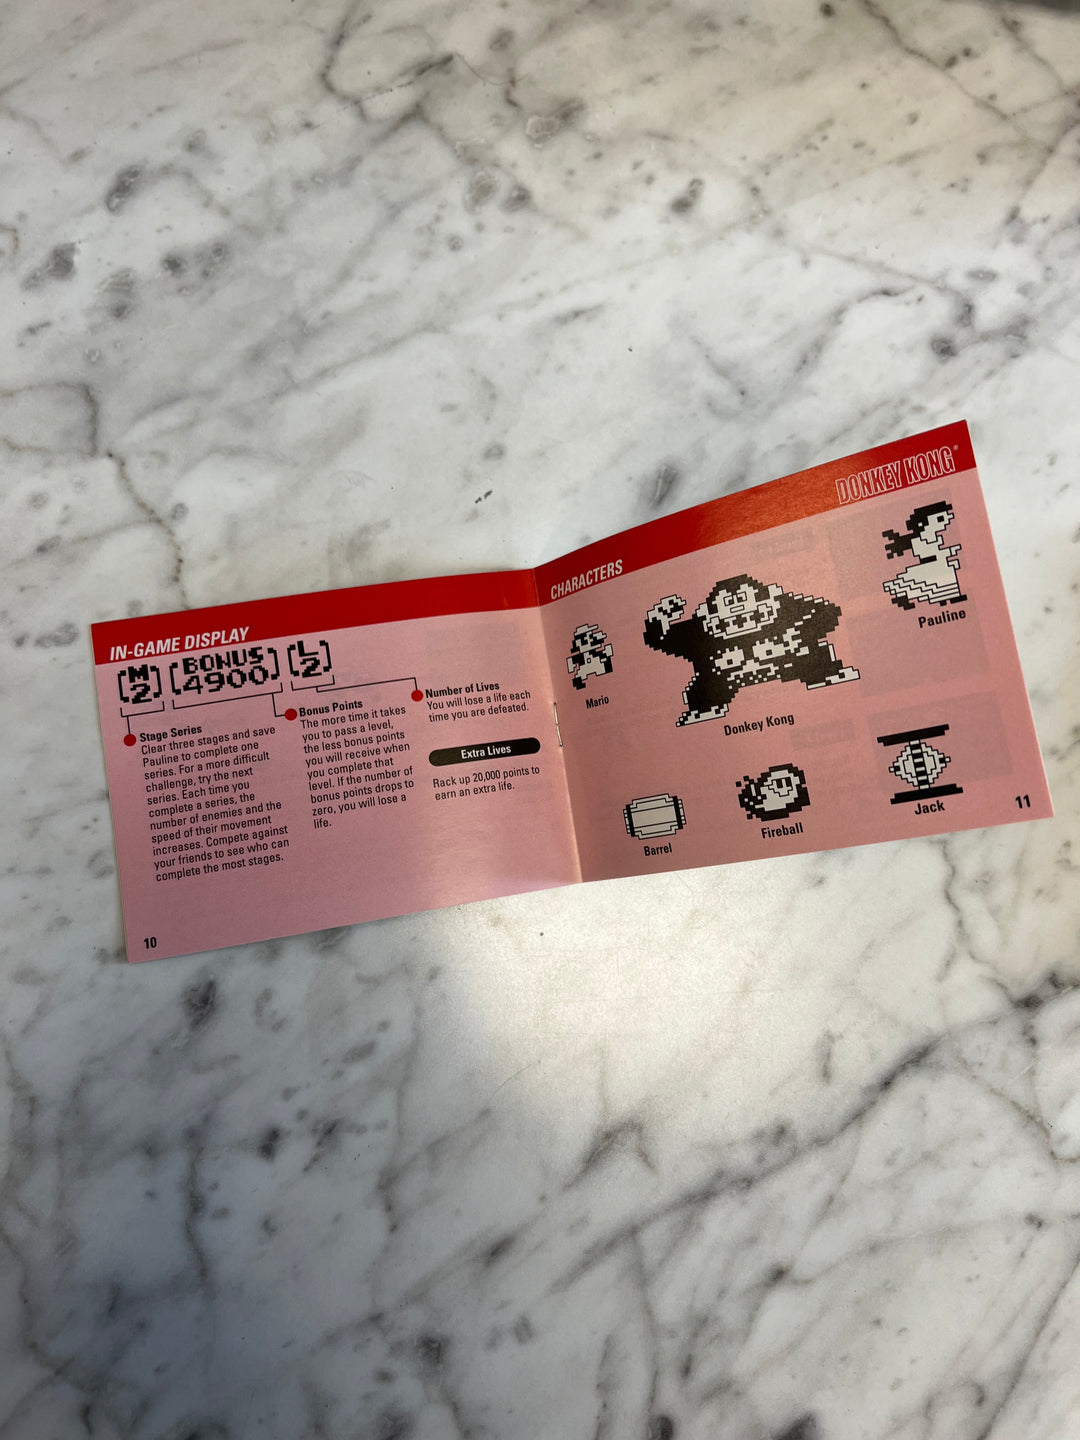 IN-GAME DISPLAY
M
2
BONUS
4900
L
2
Stage Series
Clear three stages and save
Pauline to complete one
series. For a more difficult
challenge, try the next
series. Each time you
complete a series, the
number of enemies and the
speed of their movement
increases. Compete against
your friends to see who can
complete the most stages.
Bonus Points
The more time it takes
you to pass a level,
the less bonus points
you will receive when
you complete that
level. If the number of
bonus points drops to
zero, you will lose a
life.
Number of Lives
You will lose a life each
time you are defeated.
Extra Lives
Rack up 20,000 points to
earn an extra life.
10
DONKEY KONG®
CHARACTERS
Mario
Donkey Kong
Pauline
Barrel
Fireball
Jack
11